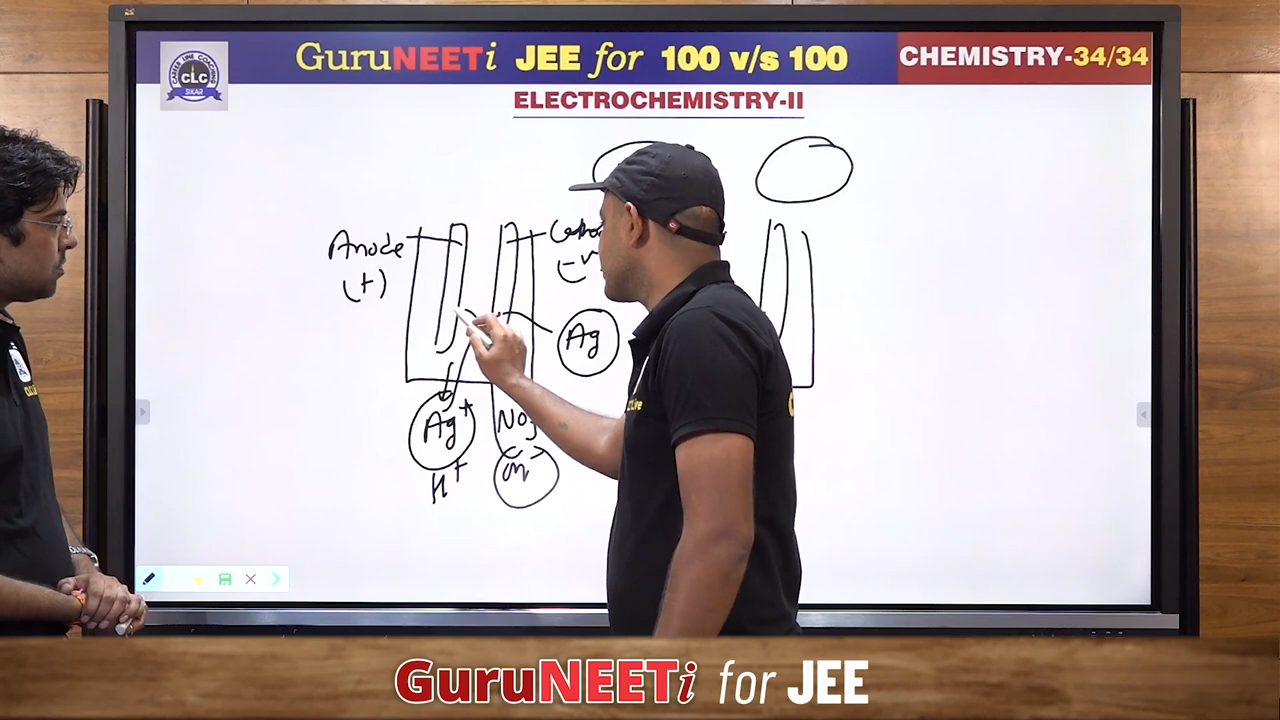 GuruNEETi JEE for 100 v/s 100
CHEMISTRY-34/34
CLC
SIKAR
ELECTROCHEMISTRY-II
Anode
(+)
(-v
Ag
Ag+
NO3
H+
GuruNEETi for JEE